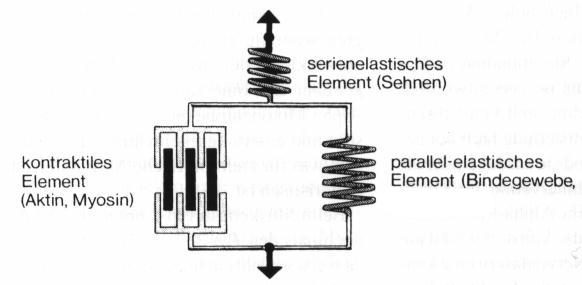 serienelastisches
Element (Sehnen)
kontraktiles
Element
(Aktin, Myosin)
parallel-elastisches
Element (Bindegewebe,